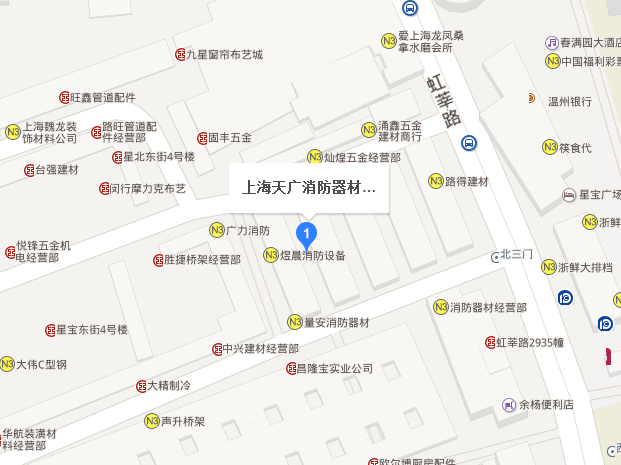 爱上海龙凤桑
拿水磨会所
春满园大酒店
九星窗帘布艺城
中国福利彩票
虹莘路
旺鑫管道配件
温州银行
上海魏龙装
饰材料公司
路旺管道配
件经营部
固丰五金
涌鑫五金
建材商行
筷食代
星北东街4号楼
灿煌五金经营部
台强建材
闵行摩力克布艺
上海天广消防器材...
路得建材
星宝广场
浙鲜
广力消防
1
悦锋五金机
电经营部
胜捷桥架经营部
煜晨消防设备
北三门
浙鲜大排档
消防器材经营部
星宝东街4号楼
量安消防器材
虹莘路2935幢
中兴建材经营部
大伟C型钢
昌隆宝实业公司
大精制冷
余杨便利店
声升桥架
华航装潢材
料经营部
欧尔博厨房配件